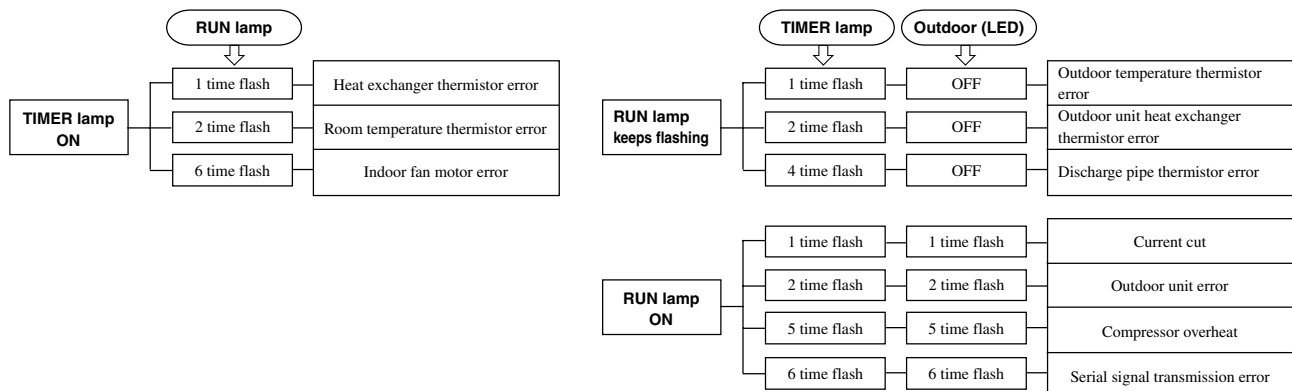 RUN lamp
TIMER lamp
ON
1 time flash
Heat exchanger thermistor error
2 time flash
Room temperature thermistor error
6 time flash
Indoor fan motor error
TIMER lamp
Outdoor (LED)
RUN lamp
keeps flashing
1 time flash
OFF
Outdoor temperature thermistor
error
2 time flash
OFF
Outdoor unit heat exchanger
thermistor error
4 time flash
OFF
Discharge pipe thermistor error
RUN lamp
ON
1 time flash
1 time flash
Current cut
2 time flash
2 time flash
Outdoor unit error
5 time flash
5 time flash
Compressor overheat
6 time flash
6 time flash
Serial signal transmission error